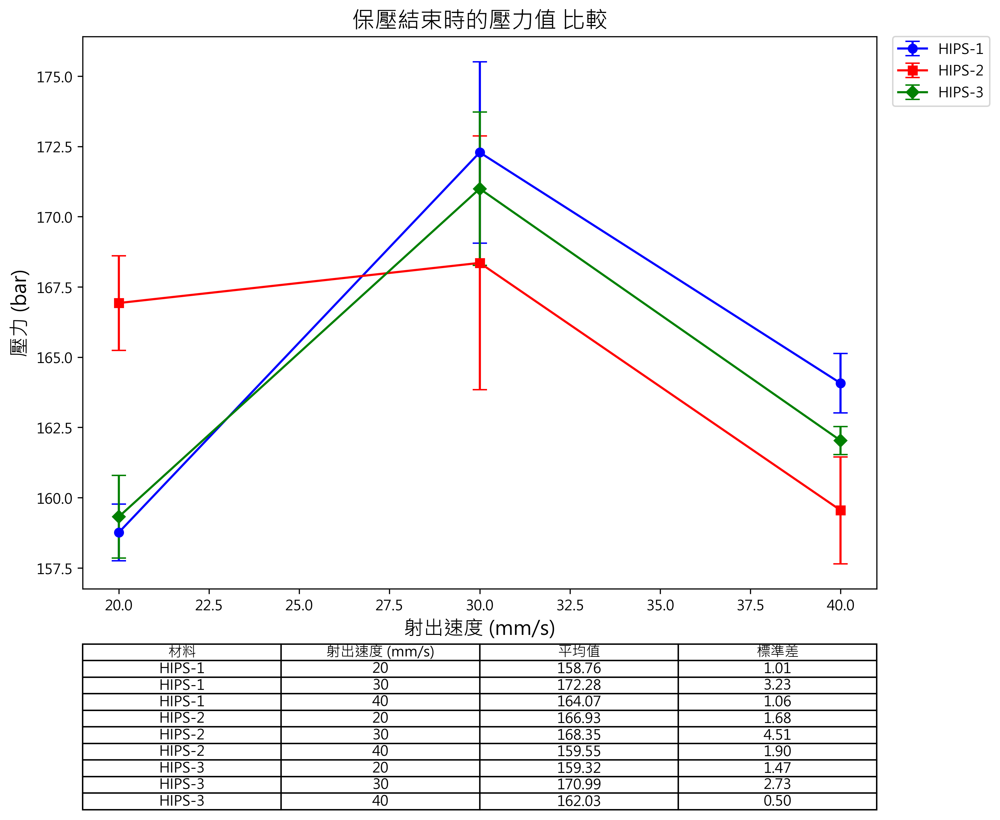 保壓結束時的壓力值 比較
HIPS-1
HIPS-2
HIPS-3
壓力 (bar)
175.0
172.5
170.0
167.5
165.0
162.5
160.0
157.5
20.0 22.5 25.0 27.5 30.0 32.5 35.0 37.5 40.0
射出速度 (mm/s)
材料 射出速度 (mm/s) 平均值 標準差
HIPS-1 20 158.76 1.01
HIPS-1 30 172.28 3.23
HIPS-1 40 164.07 1.06
HIPS-2 20 166.93 1.68
HIPS-2 30 168.35 4.51
HIPS-2 40 159.55 1.90
HIPS-3 20 159.32 1.47
HIPS-3 30 170.99 2.73
HIPS-3 40 162.03 0.50